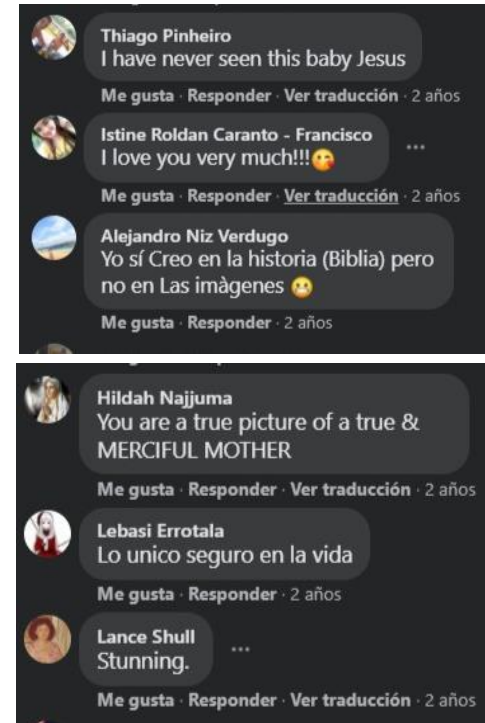 Thiago Pinheiro
I have never seen this baby Jesus
Me gusta · Responder · Ver traducción · 2 años
Istine Roldan Caranto - Francisco
I love you very much!!!😘
Me gusta · Responder · Ver traducción · 2 años
Alejandro Niz Verdugo
Yo sí Creo en la historia (Biblia) pero
no en Las imàgenes 😬
Me gusta · Responder · 2 años
Hildah Najjuma
You are a true picture of a true &
MERCIFUL MOTHER
Me gusta · Responder · Ver traducción · 2 años
Lebasi Errotala
Lo unico seguro en la vida
Me gusta · Responder · 2 años
Lance Shull
Stunning.
Me gusta · Responder · Ver traducción · 2 años